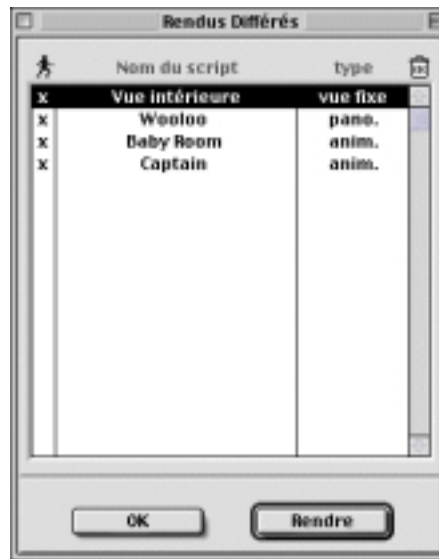 Rendus Différés
Nom du script type
x Vue intérieure vue fixe
x Wooloo pano.
x Baby Room anim.
x Captain anim.
OK Rendre